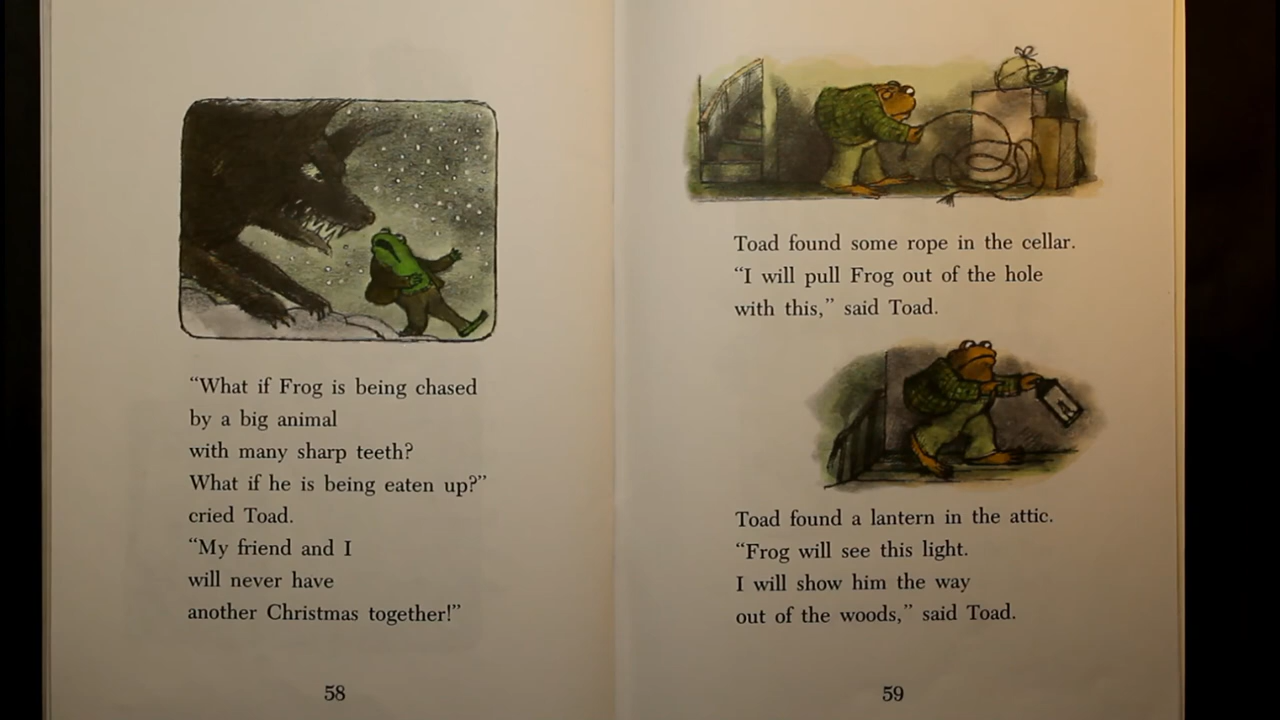 “What if Frog is being chased
by a big animal
with many sharp teeth?
What if he is being eaten up?”
cried Toad.
“My friend and I
will never have
another Christmas together!”
58
Toad found some rope in the cellar.
“I will pull Frog out of the hole
with this,” said Toad.
Toad found a lantern in the attic.
“Frog will see this light.
I will show him the way
out of the woods,” said Toad.
59